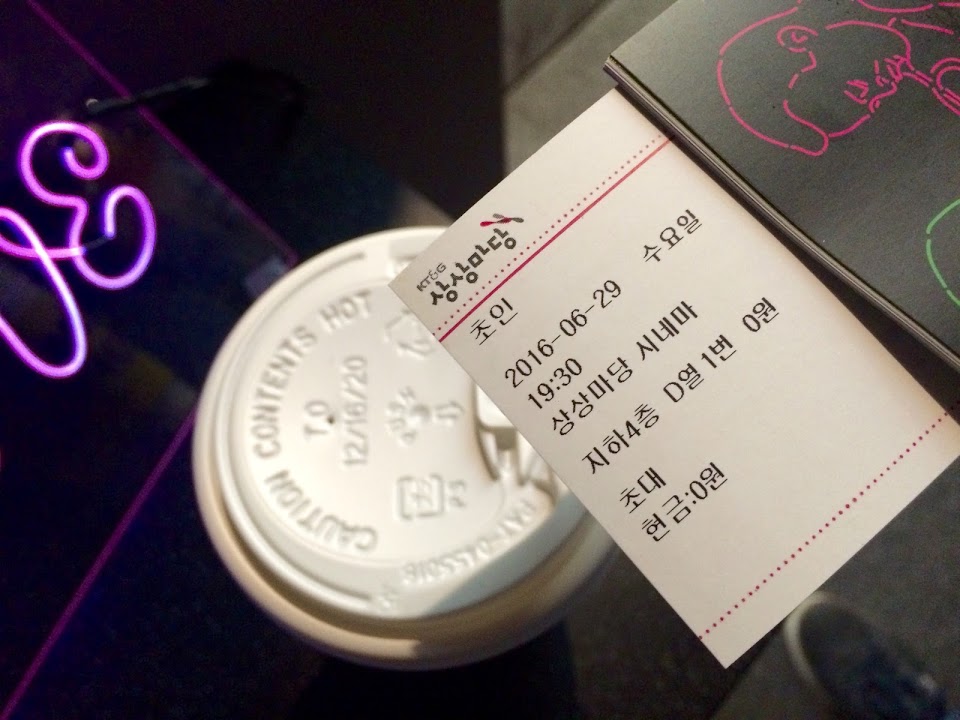 KT&G
상상마당
초인
2016-06-29 수요일
19:30
상상마당 시네마
지하4층 D열 1번 0원
초대
현금:0원
CAUTION CONTENTS HOT
TO
12/16/20